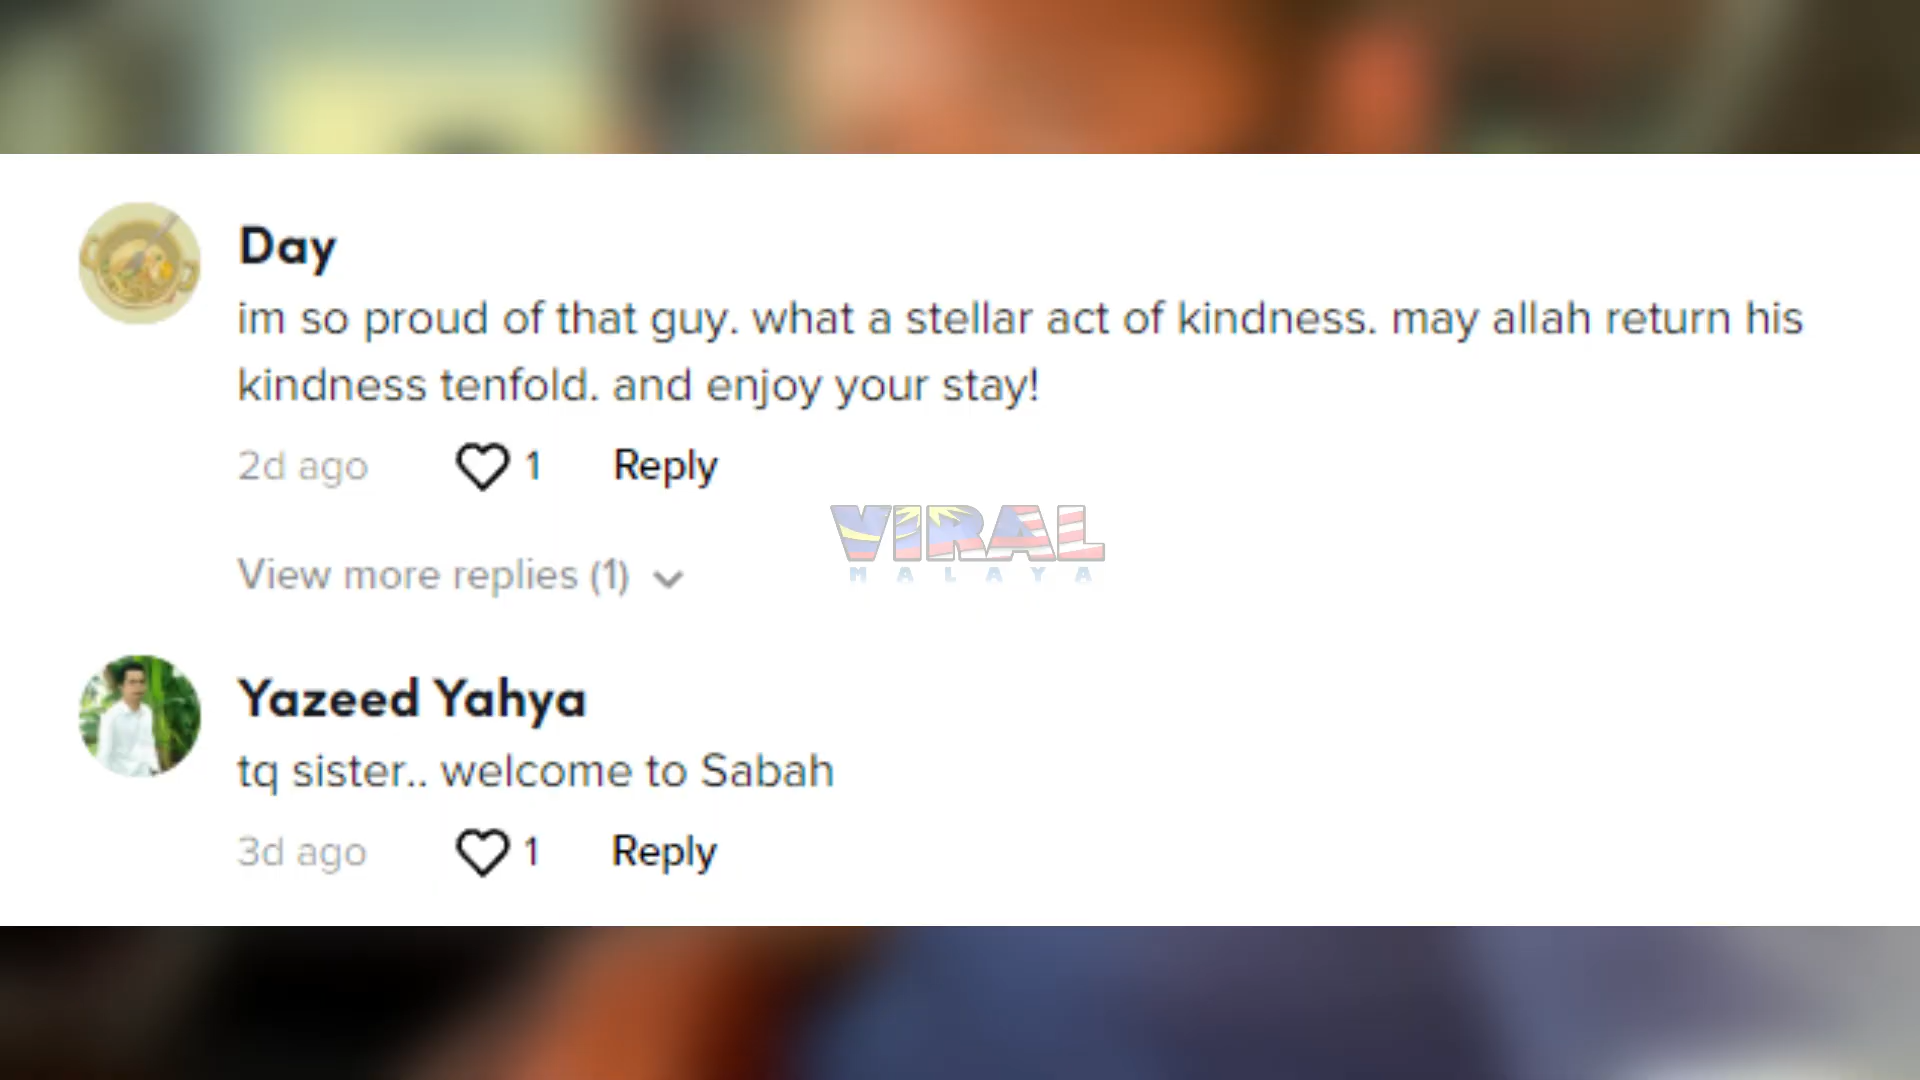 Day
im so proud of that guy. what a stellar act of kindness. may allah return his
kindness tenfold. and enjoy your stay!
2d ago 1 Reply
VIRAL
MALAYA
View more replies (1)
Yazeed Yahya
tq sister.. welcome to Sabah
3d ago 1 Reply